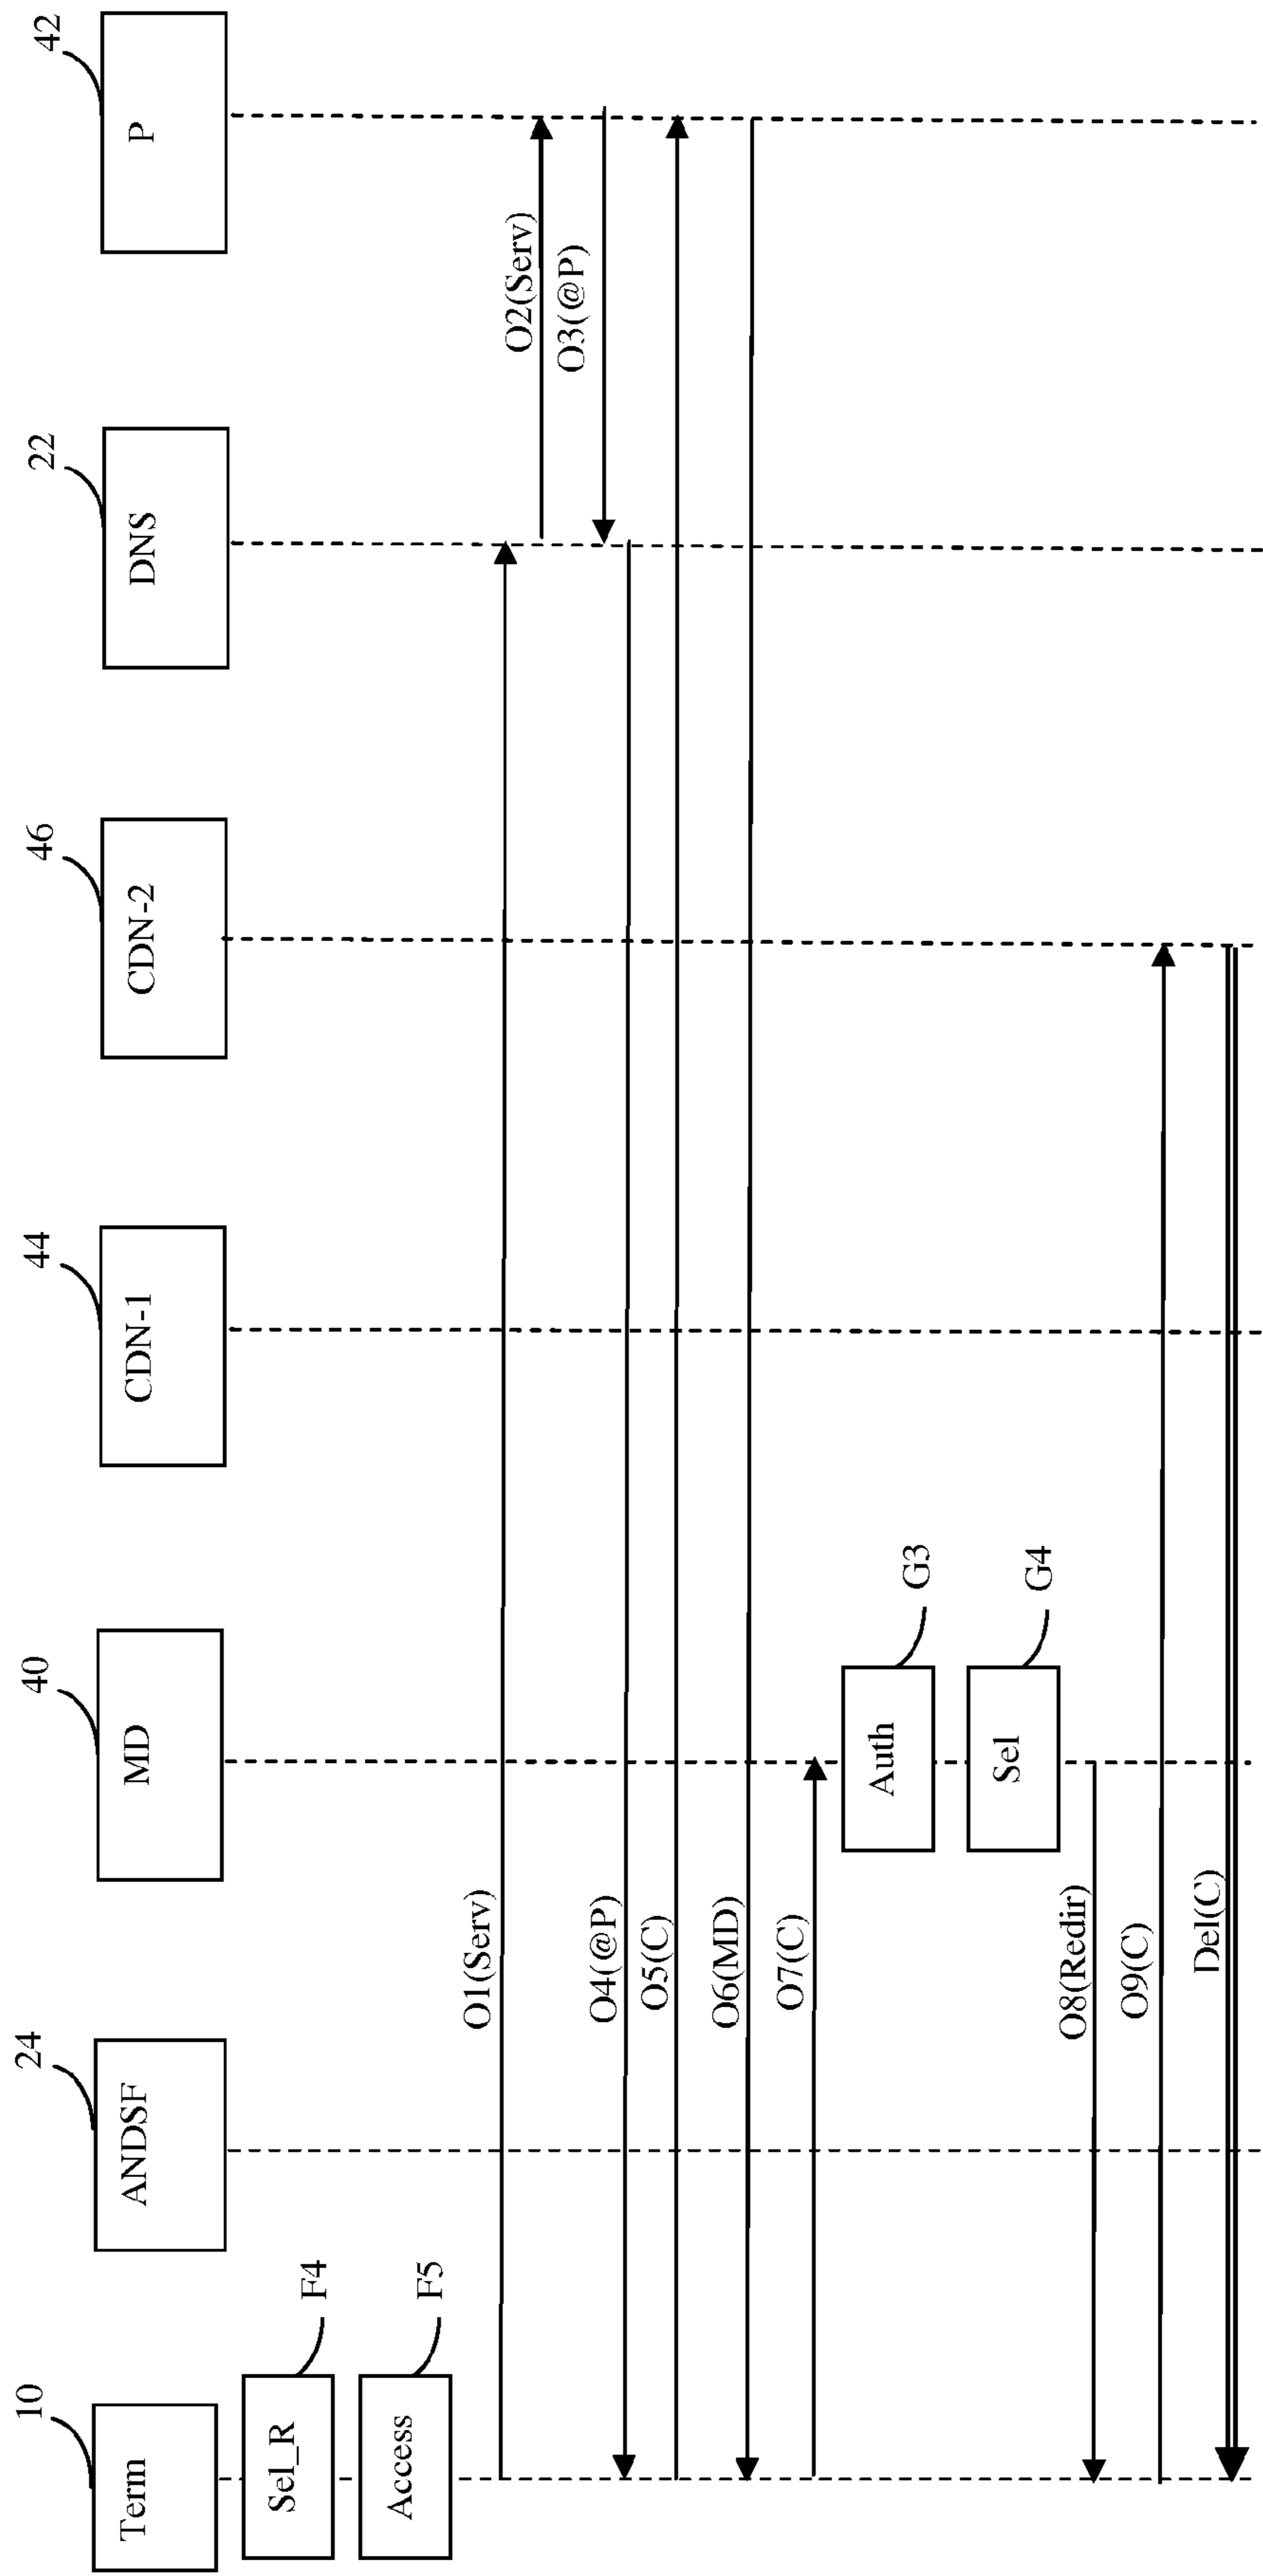 10
Term
24
ANDSF
40
MD
44
CDN-1
46
CDN-2
22
DNS
42
P
Sel_R
F4
Access
F5
O1(Serv)
O2(Serv)
O3(@P)
O4(@P)
O5(C)
O6(MD)
O7(C)
Auth
G3
Sel
G4
O8(Redir)
O9(C)
Del(C)